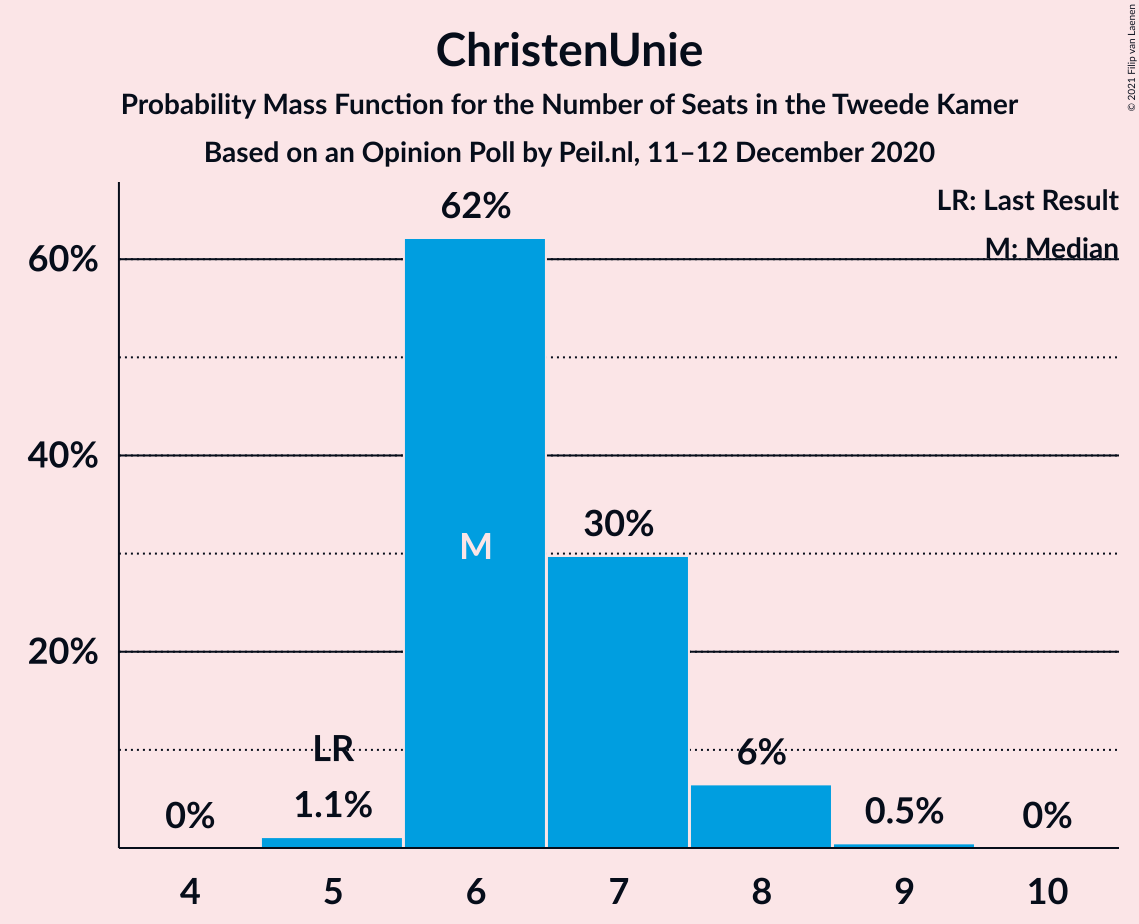 ChristenUnie
Probability Mass Function for the Number of Seats in the Tweede Kamer
Based on an Opinion Poll by Peil.nl, 11–12 December 2020
© 2021 Filip van Laenen
LR: Last Result
M: Median
62%
60%
40%
30%
M
20%
LR
6%
0%
1.1%
0.5%
0%
4 5 6 7 8 9 10